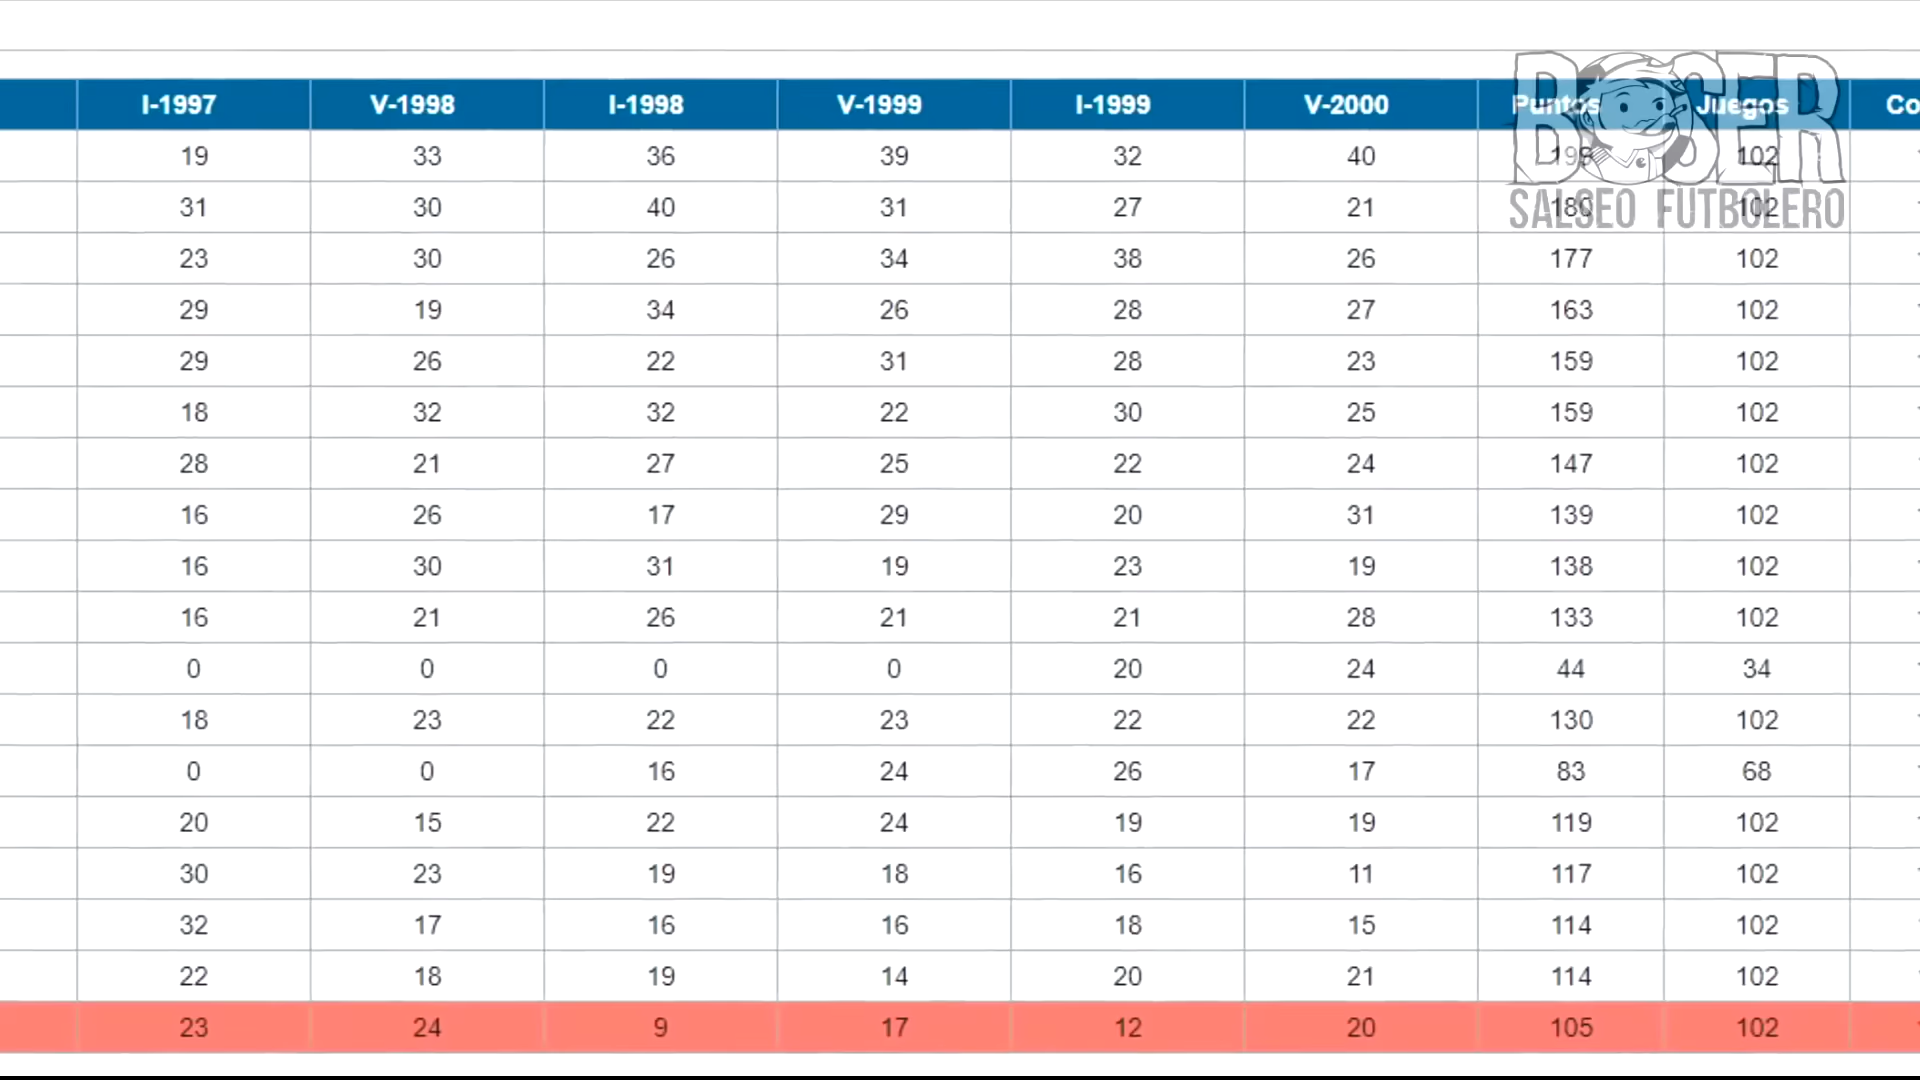 I-1997 V-1998 I-1998 V-1999 I-1999 V-2000 Puntos Juegos Co
19 33 36 39 32 40 199 102
31 30 40 31 27 21 180 102
23 30 26 34 38 26 177 102
29 19 34 26 28 27 163 102
29 26 22 31 28 23 159 102
18 32 32 22 30 25 159 102
28 21 27 25 22 24 147 102
16 26 17 29 20 31 139 102
16 30 31 19 23 19 138 102
16 21 26 21 21 28 133 102
0 0 0 0 20 24 44 34
18 23 22 23 22 22 130 102
0 0 16 24 26 17 83 68
20 15 22 24 19 19 119 102
30 23 19 18 16 11 117 102
32 17 16 16 18 15 114 102
22 18 19 14 20 21 114 102
23 24 9 17 12 20 105 102
BOSER
SALSEO FUTBOLERO